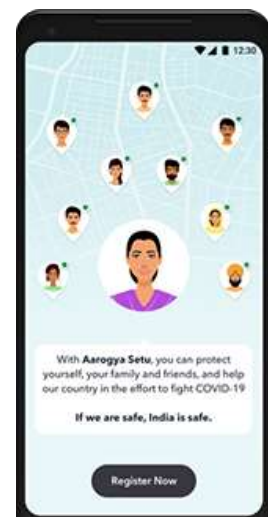 12:30
With Aarogya Setu, you can protect
yourself, your family and friends, and help
our country in the effort to fight COVID-19
If we are safe, India is safe.
Register Now